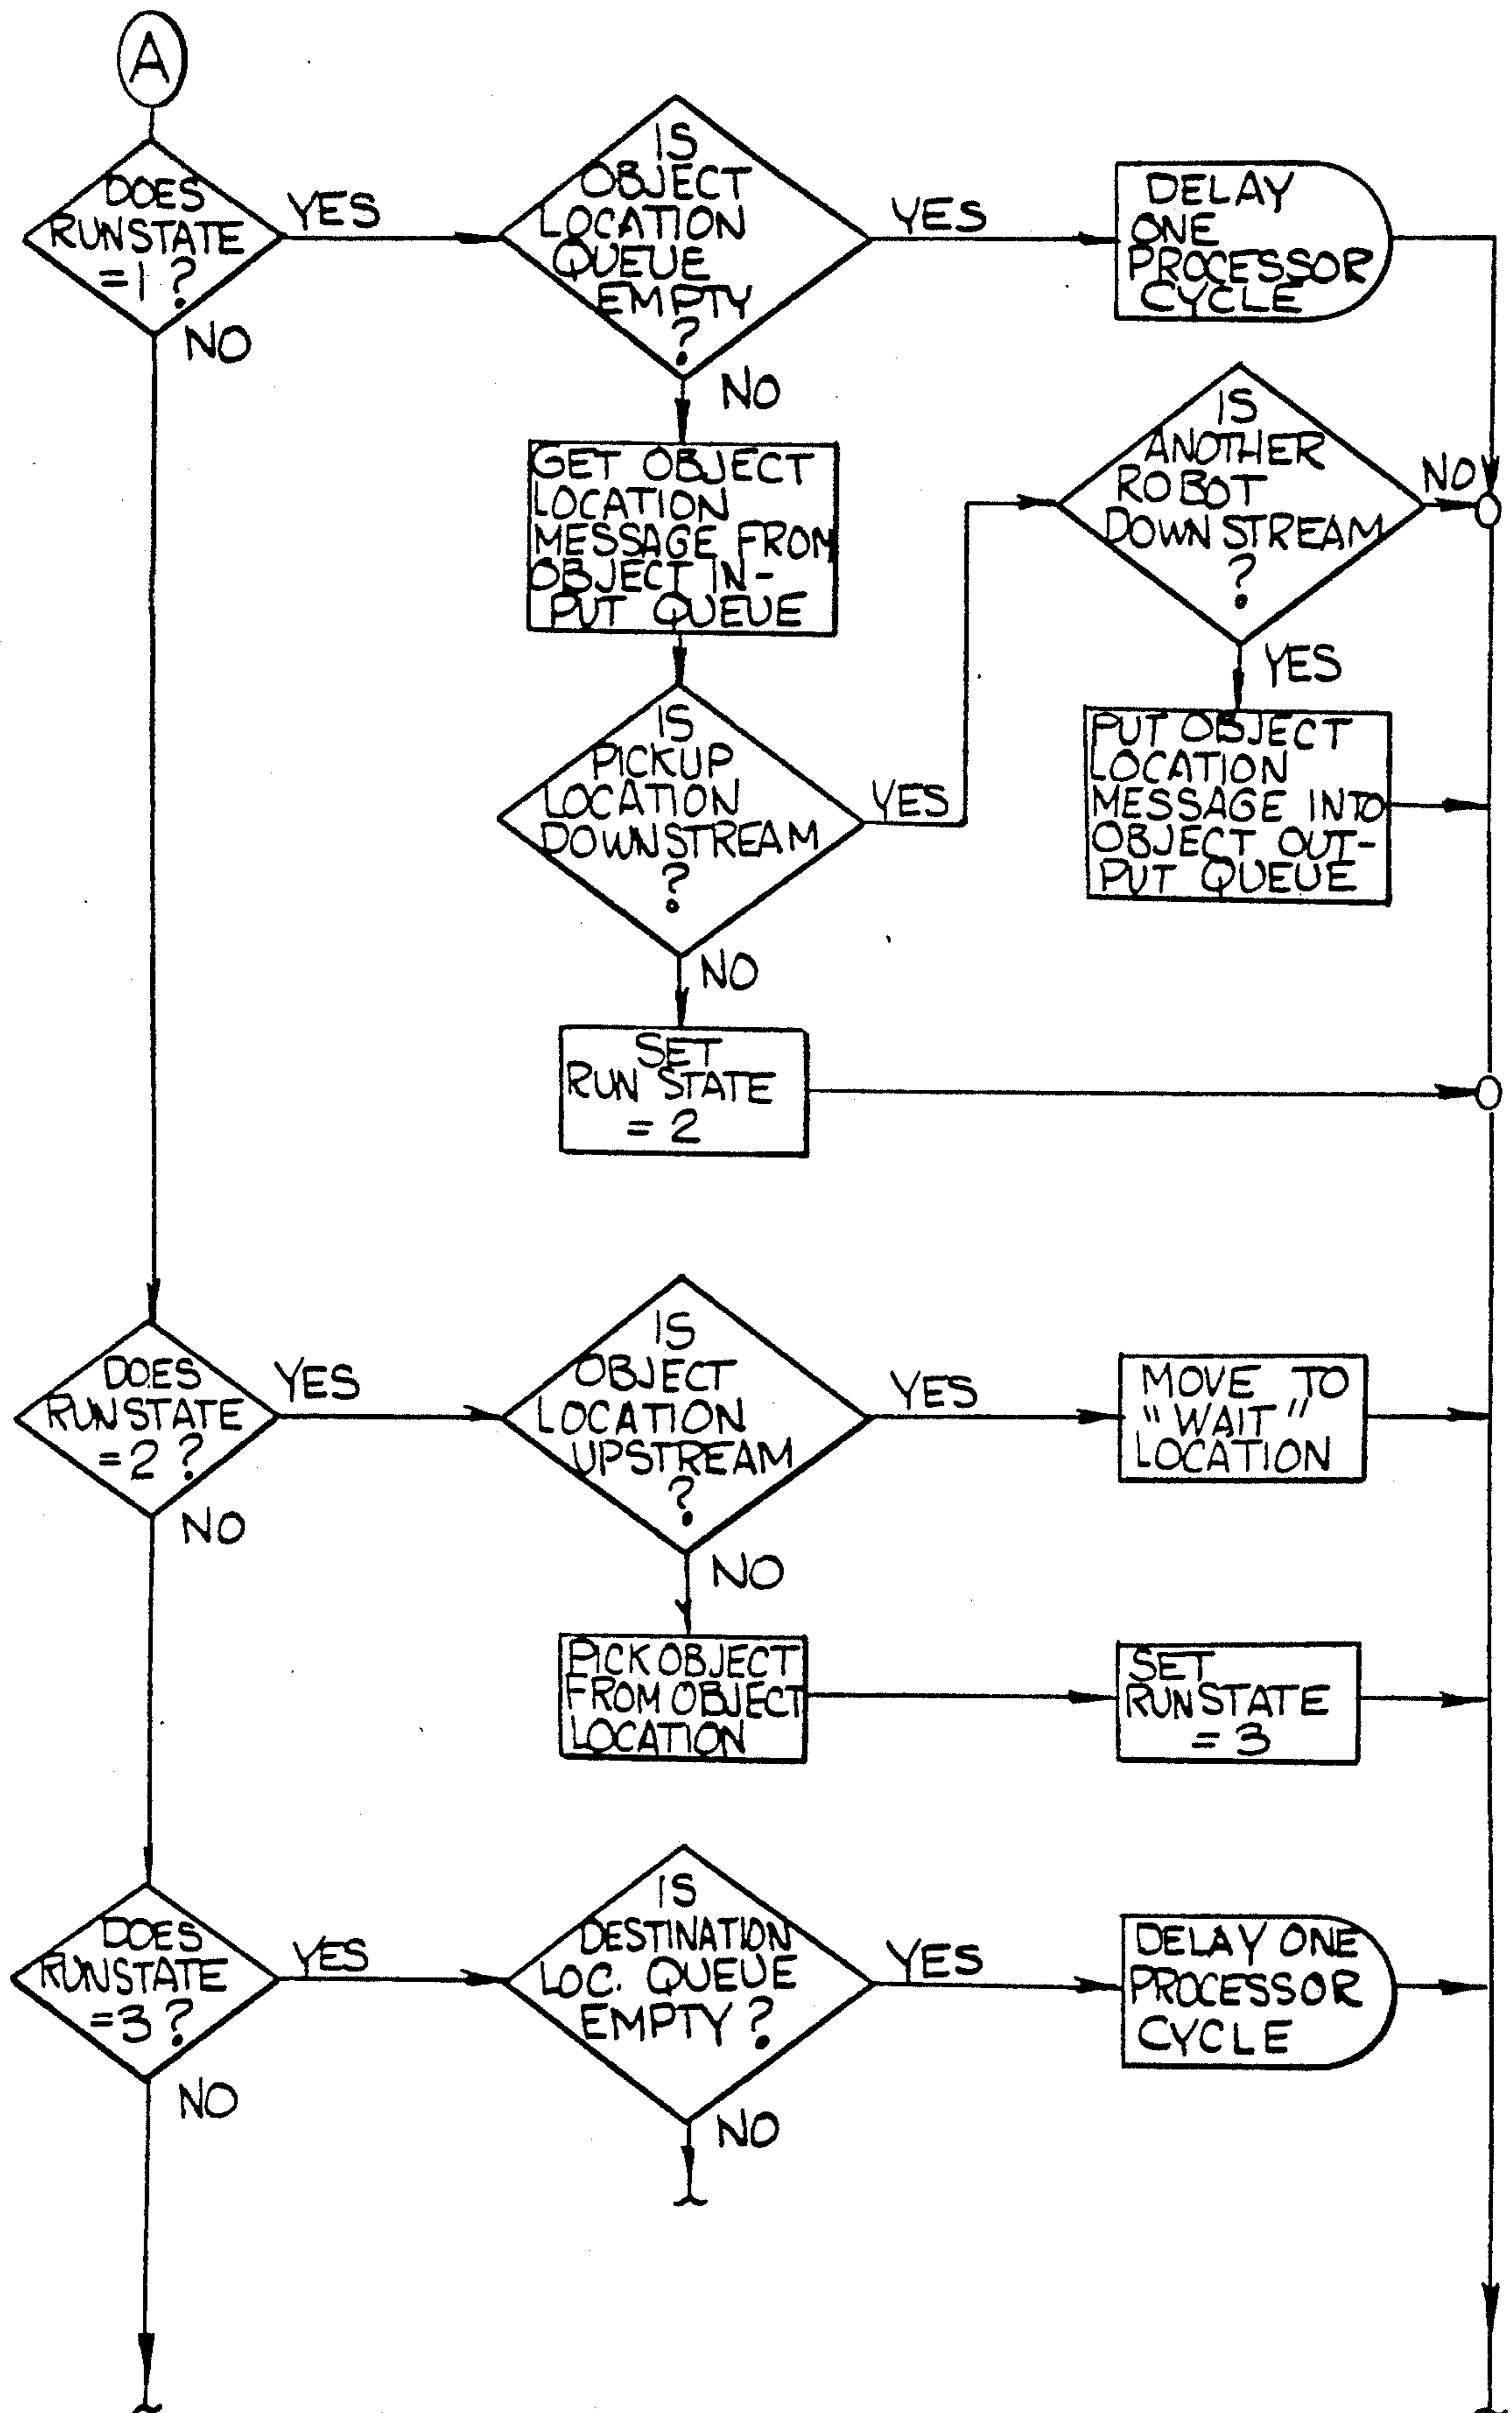 A
DOES
RUNSTATE
=1?
YES
NO
IS
OBJECT
LOCATION
QUEUE
EMPTY
?
YES
NO
DELAY
ONE
PROCESSOR
CYCLE
GET OBJECT
LOCATION
MESSAGE FROM
OBJECT IN-
PUT QUEUE
IS
ANOTHER
ROBOT
DOWNSTREAM
?
NO
YES
IS
PICKUP
LOCATION
DOWNSTREAM
?
YES
NO
PUT OBJECT
LOCATION
MESSAGE INTO
OBJECT OUT-
PUT QUEUE
SET
RUN STATE
= 2
DOES
RUNSTATE
=2?
YES
NO
IS
OBJECT
LOCATION
UPSTREAM
?
YES
NO
MOVE TO
"WAIT"
LOCATION
PICK OBJECT
FROM OBJECT
LOCATION
SET
RUNSTATE
= 3
DOES
RUNSTATE
=3?
YES
NO
IS
DESTINATION
LOC. QUEUE
EMPTY?
YES
NO
DELAY ONE
PROCESSOR
CYCLE